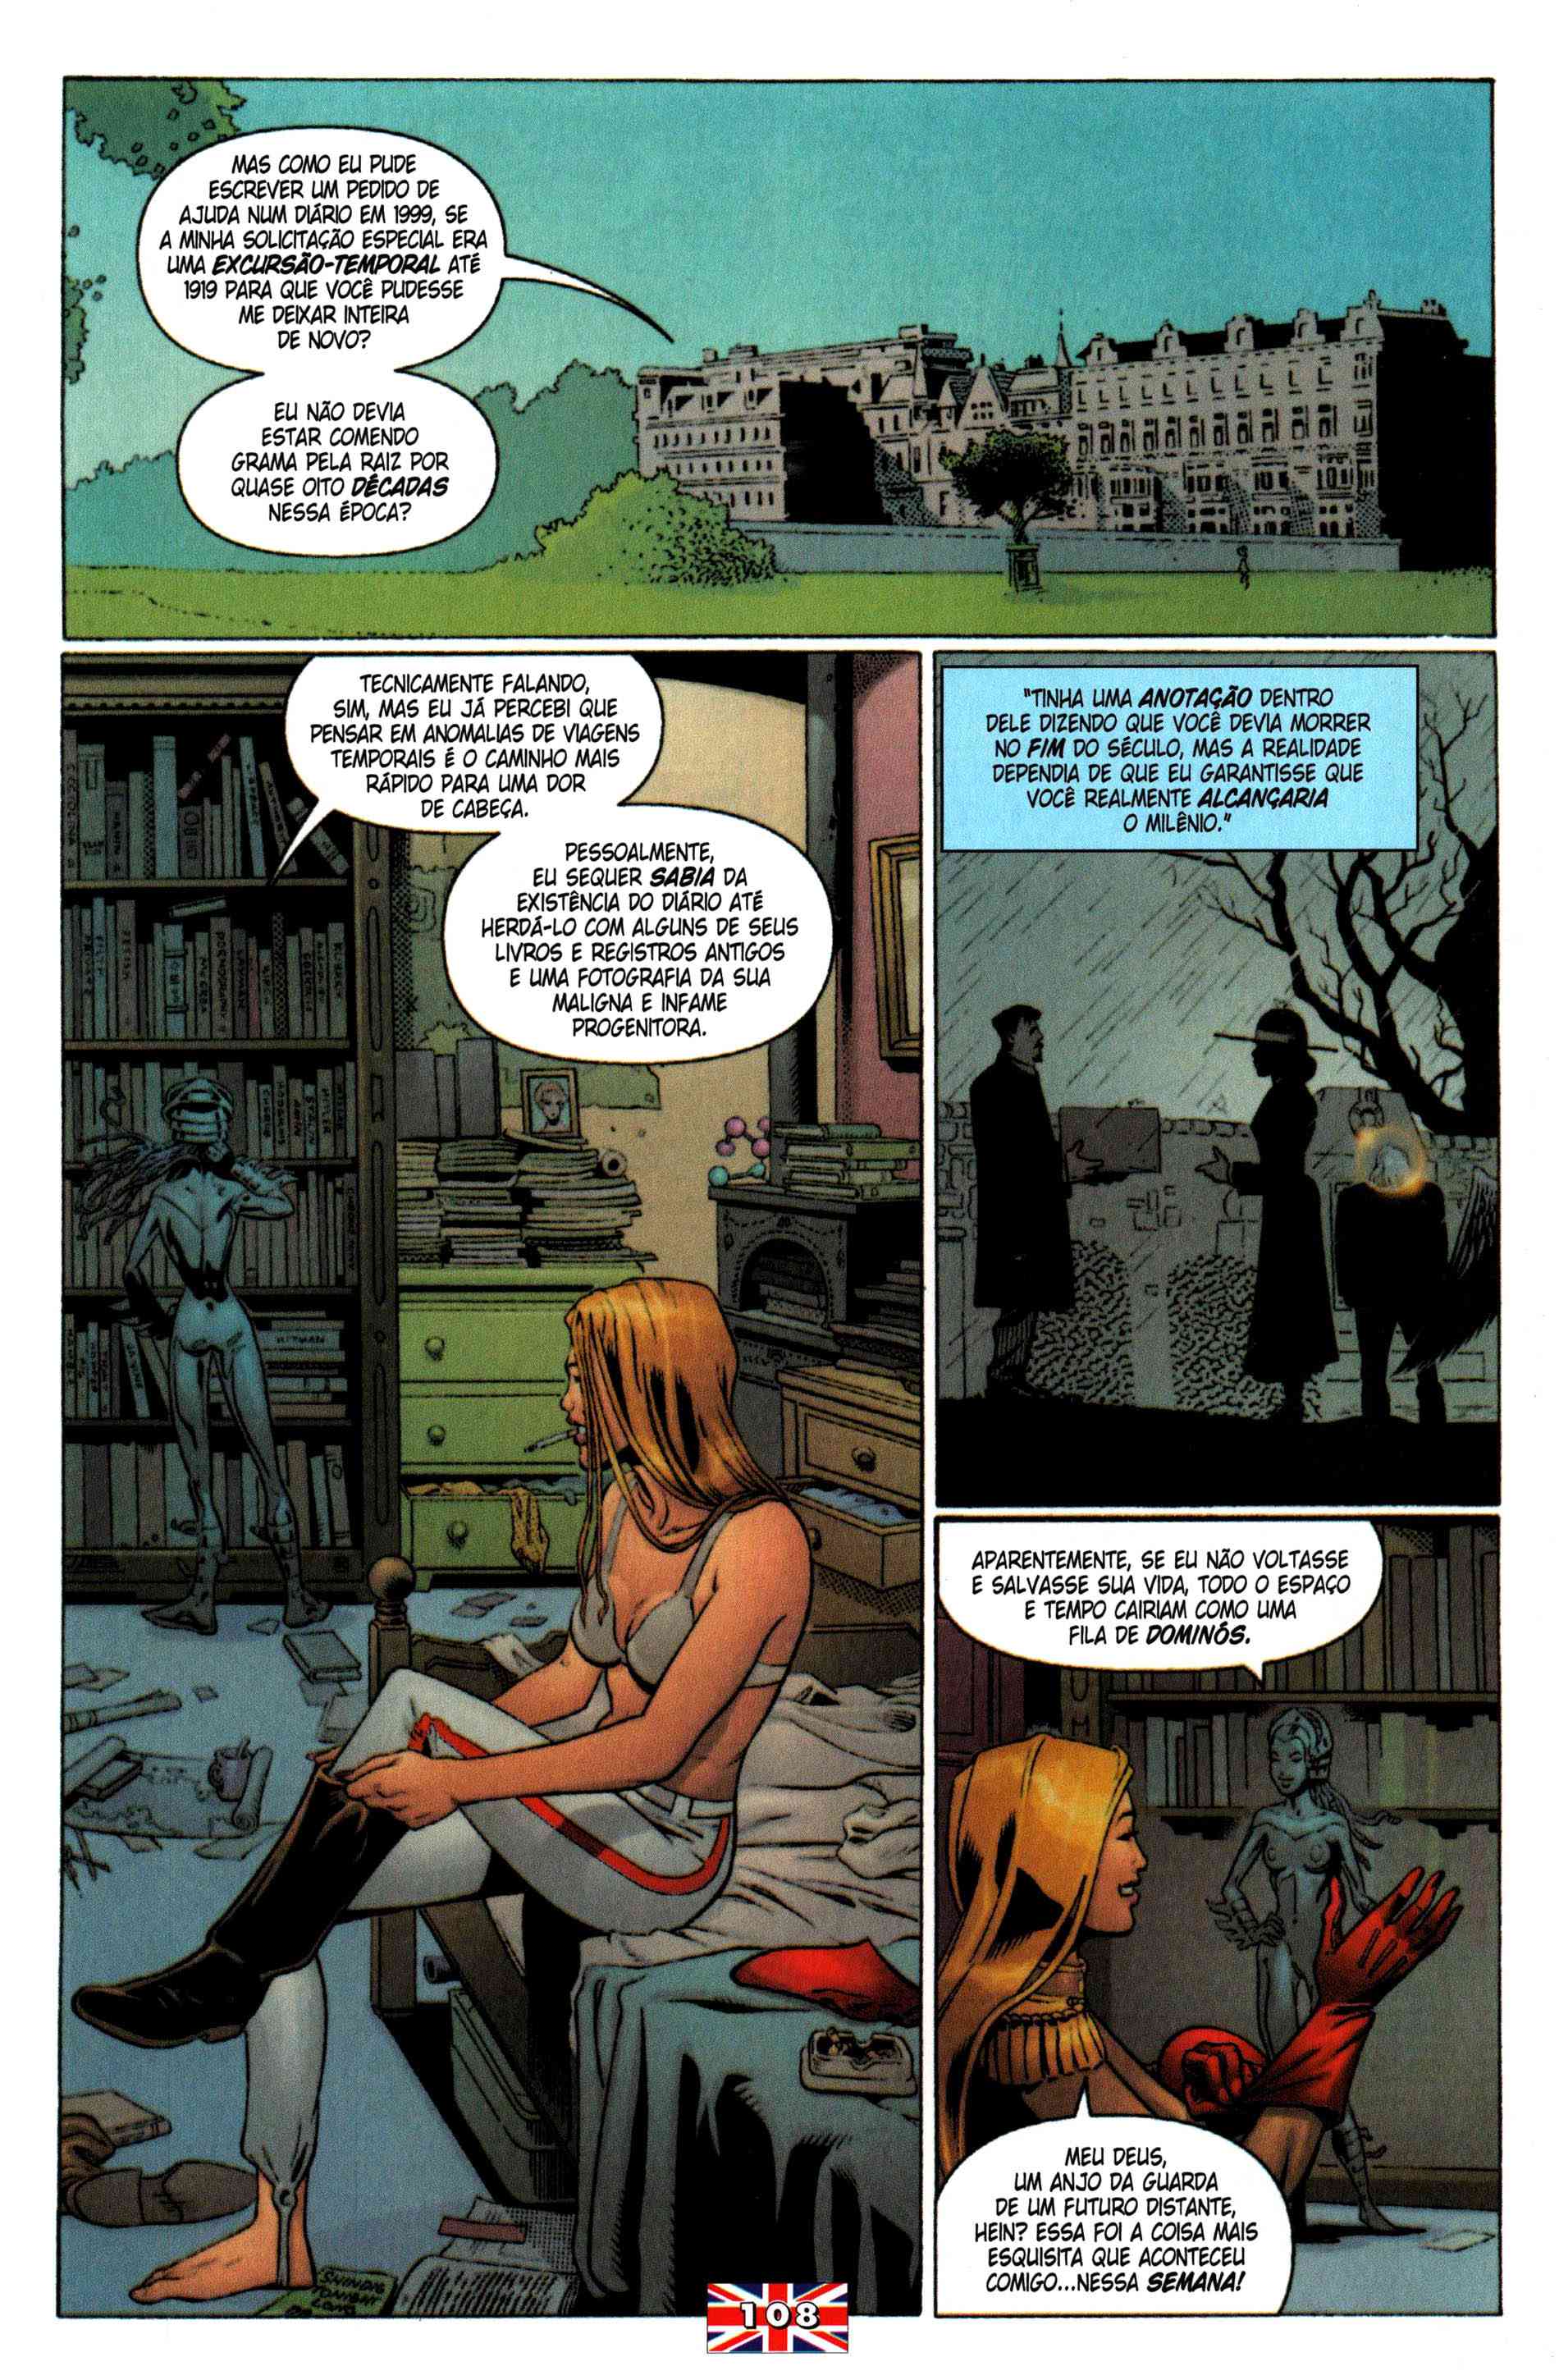 MAS COMO EU PUDE
ESCREVER UM PEDIDO DE
AJUDA NUM DIÁRIO EM 1999, SE
A MINHA SOLICITAÇÃO ESPECIAL ERA
UMA EXCURSÃO-TEMPORAL ATÉ
1919 PARA QUE VOCÊ PUDESSE
ME DEIXAR INTEIRA
DE NOVO?
EU NÃO DEVIA
ESTAR COMENDO
GRAMA PELA RAIZ POR
QUASE OITO DÉCADAS
NESSA ÉPOCA?
TECNICAMENTE FALANDO,
SIM, MAS EU JÁ PERCEBI QUE
PENSAR EM ANOMALIAS DE VIAGENS
TEMPORAIS É O CAMINHO MAIS
RÁPIDO PARA UMA DOR
DE CABEÇA.
PESSOALMENTE,
EU SEQUER SABIA DA
EXISTÊNCIA DO DIÁRIO ATÉ
HERDÁ-LO COM ALGUNS DE SEUS
LIVROS E REGISTROS ANTIGOS
E UMA FOTOGRAFIA DA SUA
MALIGNA E INFAME
PROGENITORA.
"TINHA UMA ANOTAÇÃO DENTRO
DELE DIZENDO QUE VOCÊ DEVIA MORRER
NO FIM DO SÉCULO, MAS A REALIDADE
DEPENDIA DE QUE EU GARANTISSE QUE
VOCÊ REALMENTE ALCANÇARIA
O MILÊNIO."
APARENTEMENTE, SE EU NÃO VOLTASSE
E SALVASSE SUA VIDA, TODO O ESPAÇO
E TEMPO CAIRIAM COMO UMA
FILA DE DOMINÓS.
MEU DEUS,
UM ANJO DA GUARDA
DE UM FUTURO DISTANTE,
HEIN? ESSA FOI A COISA MAIS
ESQUISITA QUE ACONTECEU
COMIGO...NESSA SEMANA!
HITLER
STALIN
HITMAN
108